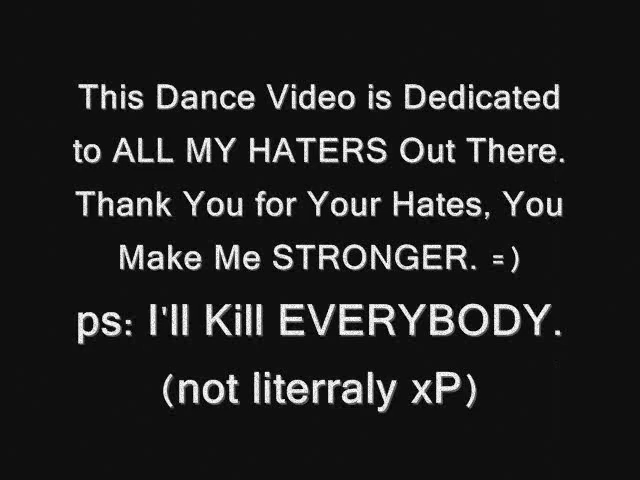 This Dance Video is Dedicated
to ALL MY HATERS Out There.
Thank You for Your Hates, You
Make Me STRONGER. =)
ps: I'll Kill EVERYBODY.
(not literraly xP)